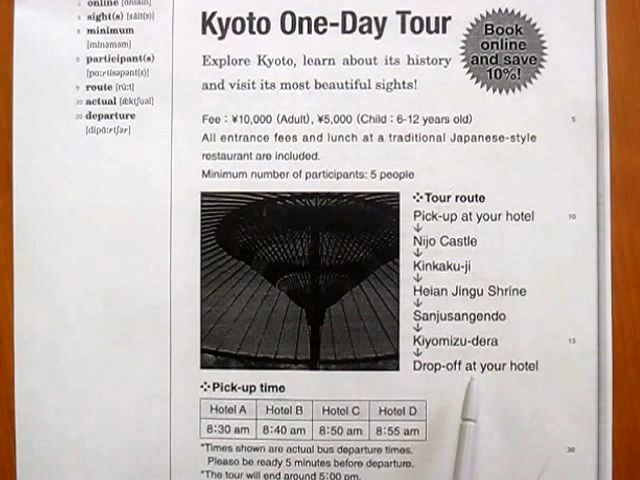 online
sight(s) [sáit(s)]
minimum
[mínəməm]
participant(s)
route [rúːt]
actual [ǽktʃuəl]
departure
[dipɑ́ːrtʃər]
Kyoto One-Day Tour
Book
online
and save
10%!
Explore Kyoto, learn about its history
and visit its most beautiful sights!
Fee : ¥10,000 (Adult), ¥5,000 (Child : 6-12 years old)
5
All entrance fees and lunch at a traditional Japanese-style
restaurant are included.
Minimum number of participants: 5 people
Tour route
Pick-up at your hotel
10
↓
Nijo Castle
↓
Kinkaku-ji
↓
Heian Jingu Shrine
↓
Sanjusangendo
↓
Kiyomizu-dera
15
↓
Drop-off at your hotel
Pick-up time
Hotel A Hotel B Hotel C Hotel D
8:30 am 8:40 am 8:50 am 8:55 am
*Times shown are actual bus departure times.
20
Please be ready 5 minutes before departure.
*The tour will end around 5:00 pm.